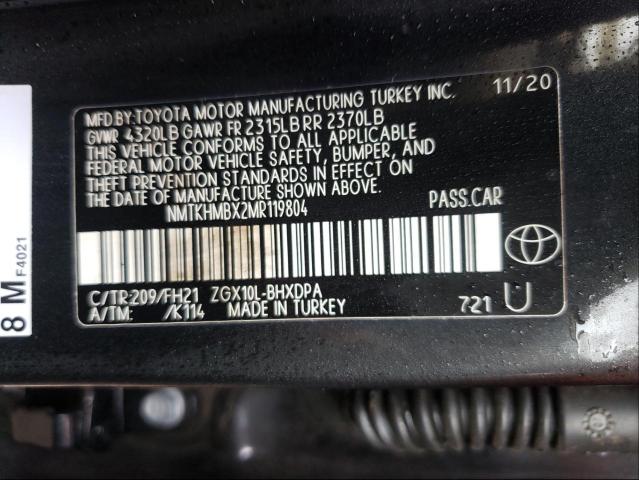 MFD BY: TOYOTA MOTOR MANUFACTURING TURKEY INC. 11/20
GVWR 4320LB GAWR FR 2315LB RR 2370LB
THIS VEHICLE CONFORMS TO ALL APPLICABLE
FEDERAL MOTOR VEHICLE SAFETY, BUMPER, AND
THEFT PREVENTION STANDARDS IN EFFECT ON
THE DATE OF MANUFACTURE SHOWN ABOVE.
NMTKHMBX2MR119804 PASS.CAR
C/TR:209/FH21 ZGX10L-BHXDPA
A/TM: /K114 MADE IN TURKEY 721 U
8 M F4021